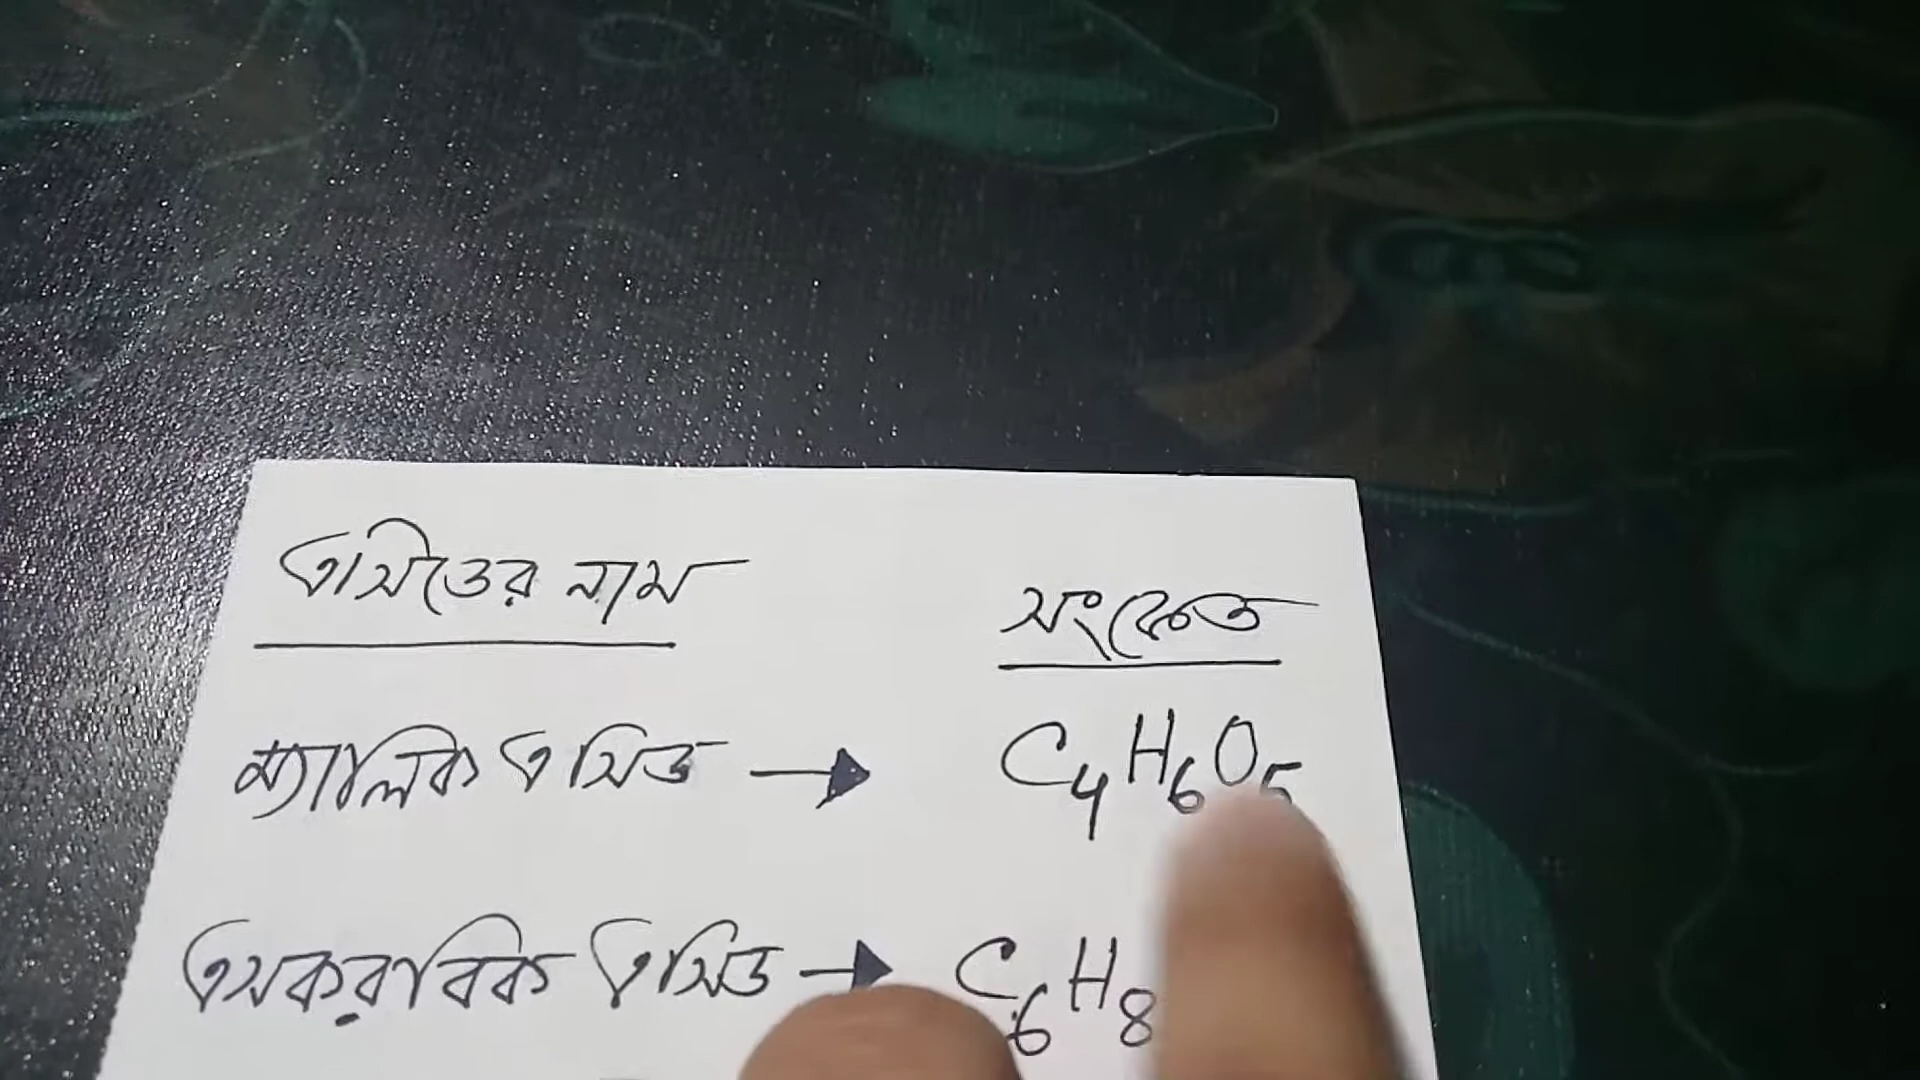 এসিডের নাম সংকেত
ম্যালিক এসিড → C₄H₆O₅
এসকরবিক এসিড → C₆H₈